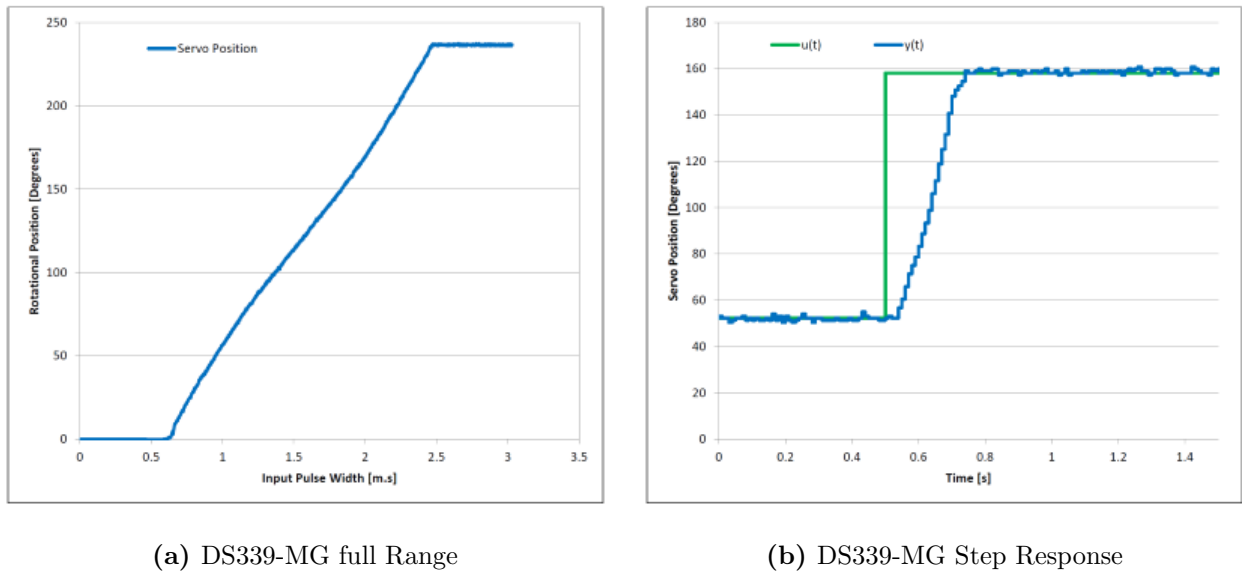 250
200
150
100
50
0
Rotational Position [Degrees]
Servo Position
0 0.5 1 1.5 2 2.5 3 3.5
Input Pulse Width [m.s]
(a) DS339-MG full Range
180
160
140
120
100
80
60
40
20
0
Servo Position [Degrees]
u(t) y(t)
0 0.2 0.4 0.6 0.8 1 1.2 1.4
Time [s]
(b) DS339-MG Step Response